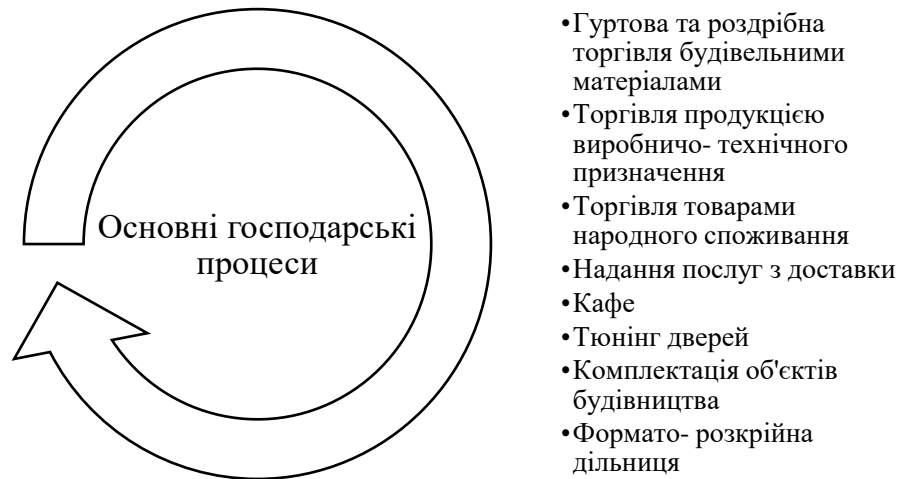 Основні господарські
процеси
•Гуртова та роздрібна
торгівля будівельними
матеріалами
•Торгівля продукцією
виробничо- технічного
призначення
•Торгівля товарами
народного споживання
•Надання послуг з доставки
•Кафе
•Тюнінг дверей
•Комплектація об'єктів
будівництва
•Формато- розкрійна
дільниця